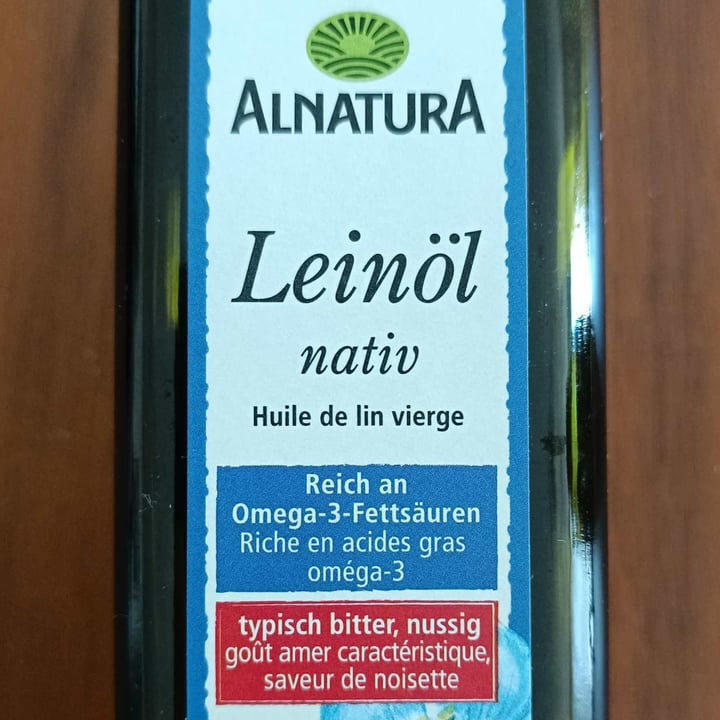 ALNATURA
Leinöl
nativ
Huile de lin vierge
Reich an
Omega-3-Fettsäuren
Riche en acides gras
oméga-3
typisch bitter, nussig
goût amer caractéristique,
saveur de noisette